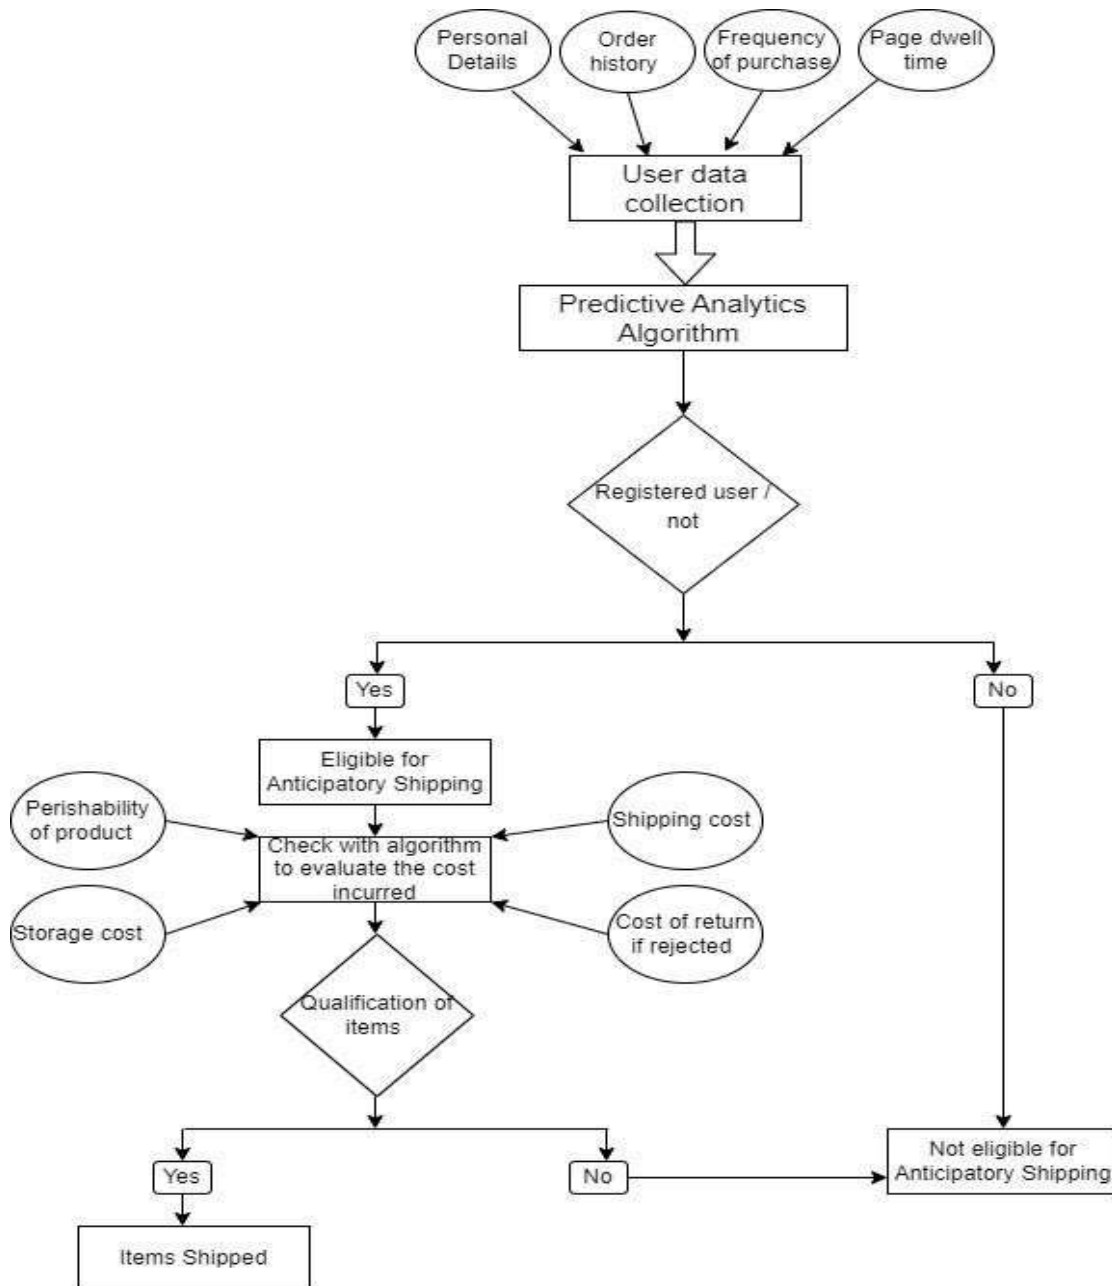 Personal
Details
Order
history
Frequency
of purchase
Page dwell
time
User data
collection
Predictive Analytics
Algorithm
Registered user /
not
Yes
No
Eligible for
Anticipatory Shipping
Perishability
of product
Shipping cost
Check with algorithm
to evaluate the cost
incurred
Storage cost
Cost of return
if rejected
Qualification of
items
Yes
No
Not eligible for
Anticipatory Shipping
Items Shipped